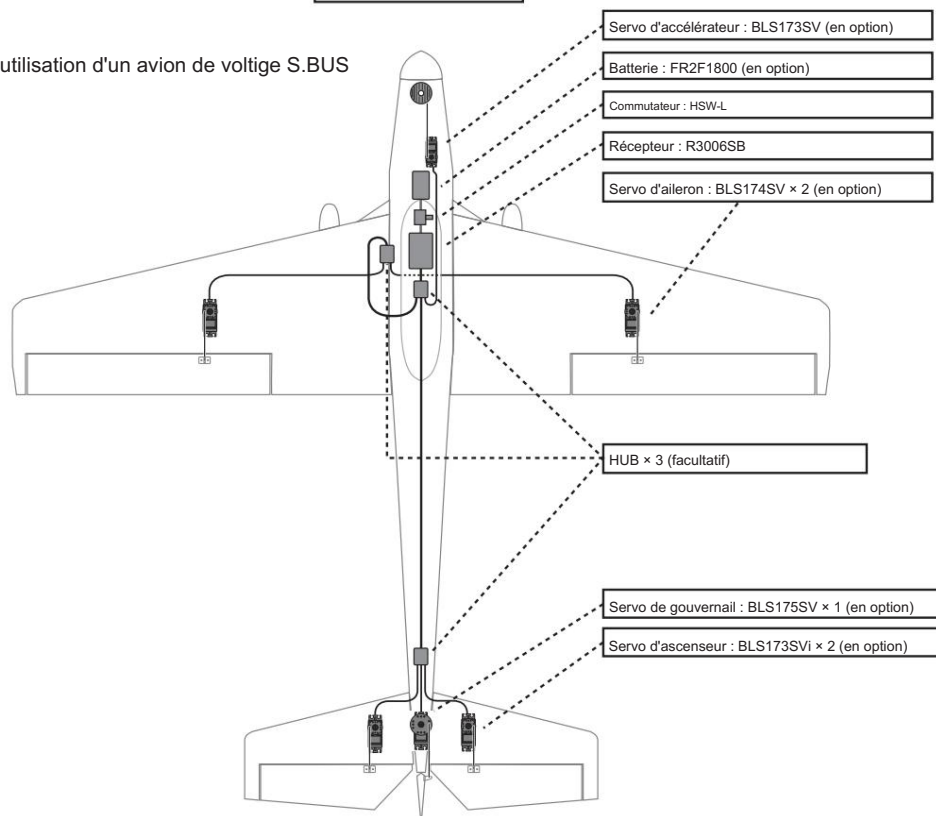 Servo d'accélérateur : BLS173SV (en option)
utilisation d'un avion de voltige S.BUS
Batterie : FR2F1800 (en option)
Commutateur : HSW-L
Récepteur : R3006SB
Servo d'aileron : BLS174SV × 2 (en option)
HUB × 3 (facultatif)
Servo de gouvernail : BLS175SV × 1 (en option)
Servo d'ascenseur : BLS173SVi × 2 (en option)